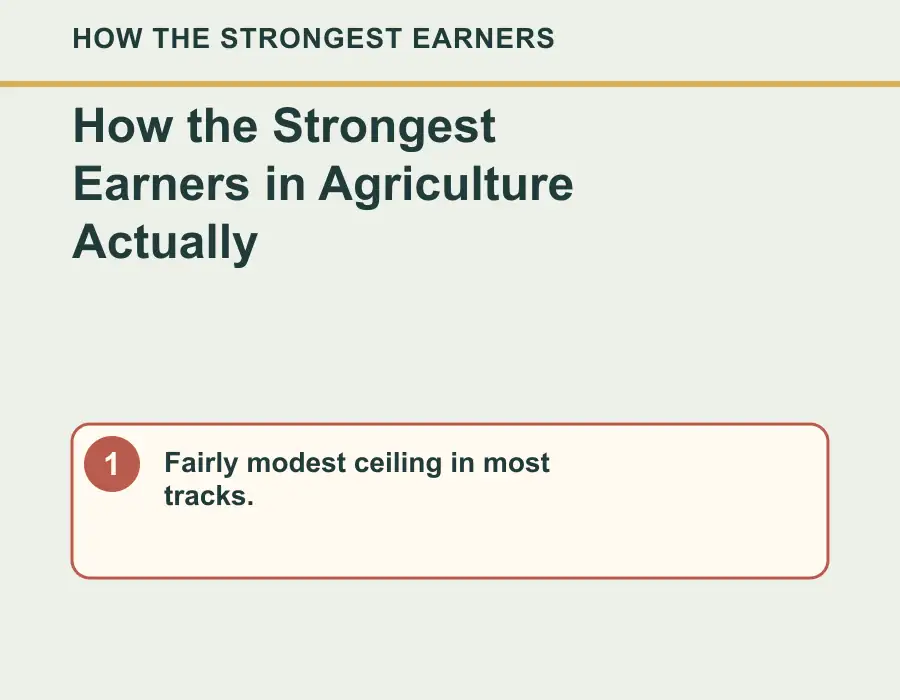 HOW THE STRONGEST EARNERS
How the Strongest
Earners in Agriculture
Actually
1
Fairly modest ceiling in most
tracks.